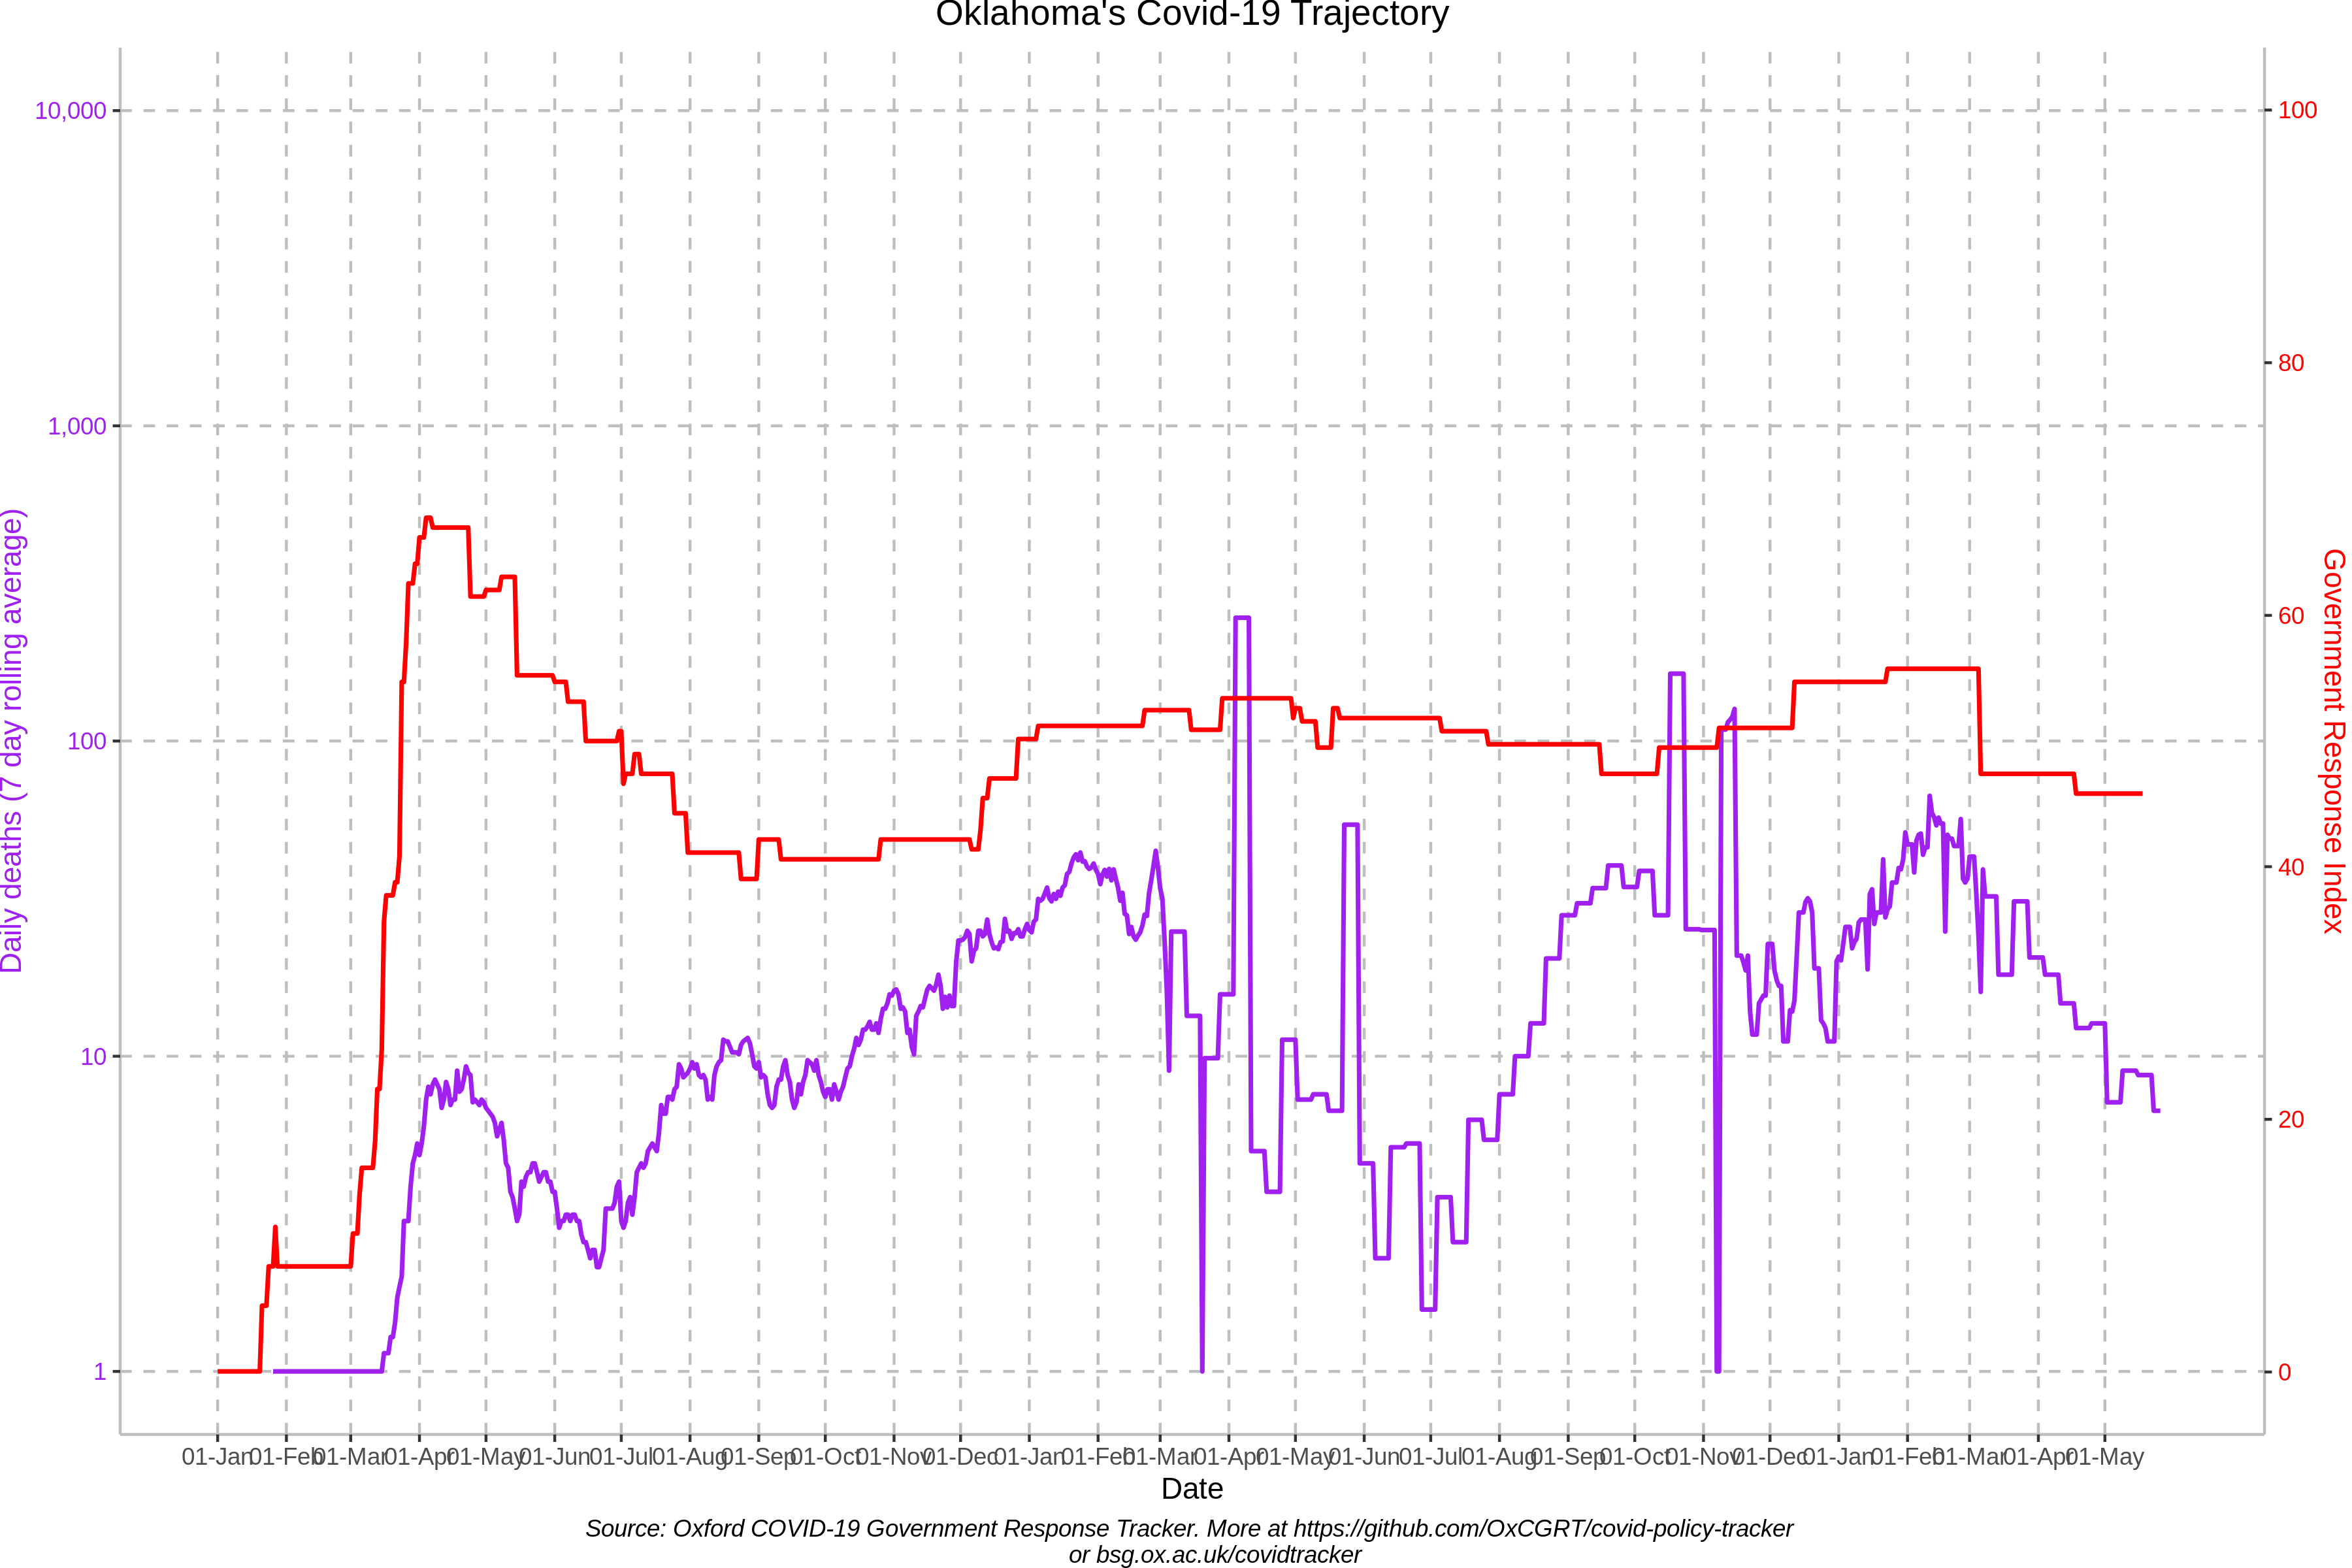 Oklahoma's Covid-19 Trajectory
10,000
1,000
100
10
1
Daily deaths (7 day rolling average)
100
80
60
40
20
0
Government Response Index
01-Jan 01-Feb 01-Mar 01-Apr 01-May 01-Jun 01-Jul 01-Aug 01-Sep 01-Oct 01-Nov 01-Dec 01-Jan 01-Feb 01-Mar 01-Apr 01-May 01-Jun 01-Jul 01-Aug 01-Sep 01-Oct 01-Nov 01-Dec 01-Jan 01-Feb 01-Mar 01-Apr 01-May
Date
Source: Oxford COVID-19 Government Response Tracker. More at https://github.com/OxCGRT/covid-policy-tracker
or bsg.ox.ac.uk/covidtracker